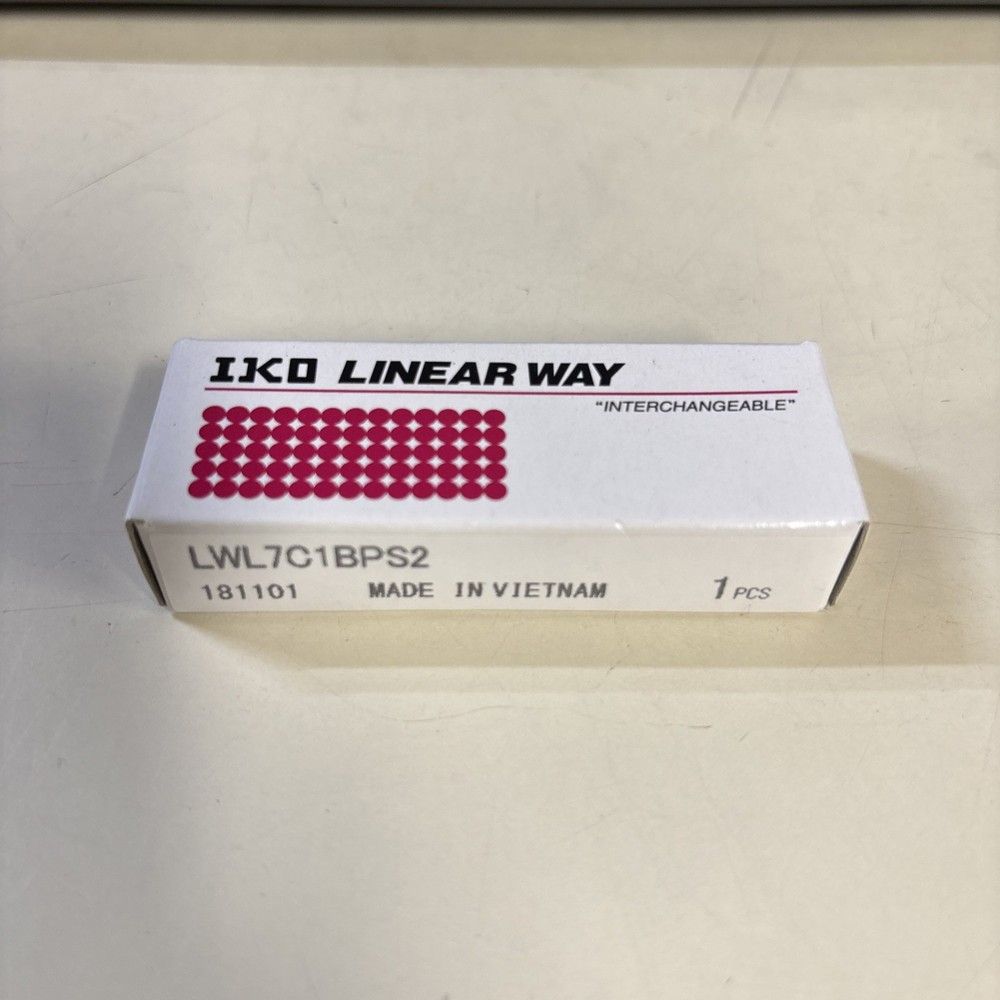 IKO LINEAR WAY
"INTERCHANGEABLE"
LWL7C1BPS2
181101 MADE IN VIETNAM 1 PCS